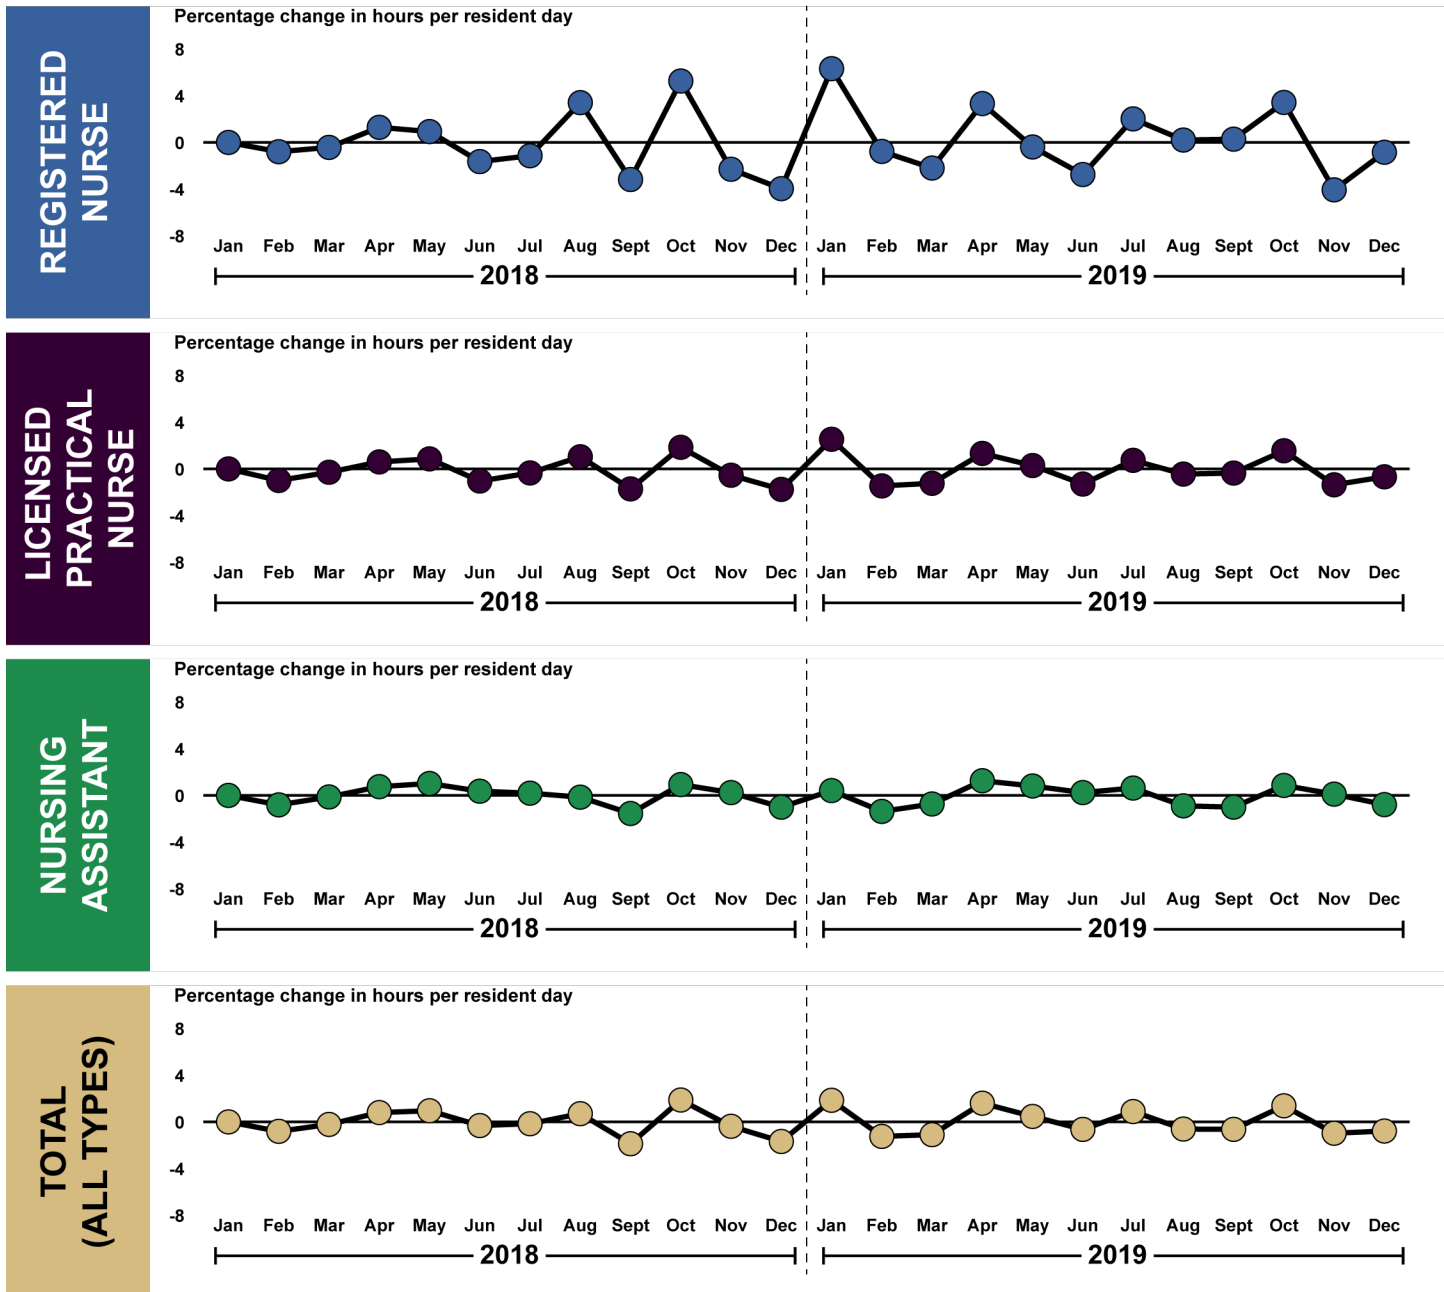 REGISTERED
NURSE
Percentage change in hours per resident day
8
4
0
-4
-8
Jan Feb Mar Apr May Jun Jul Aug Sept Oct Nov Dec Jan Feb Mar Apr May Jun Jul Aug Sept Oct Nov Dec
2018 2019
LICENSED
PRACTICAL
NURSE
Percentage change in hours per resident day
8
4
0
-4
-8
Jan Feb Mar Apr May Jun Jul Aug Sept Oct Nov Dec Jan Feb Mar Apr May Jun Jul Aug Sept Oct Nov Dec
2018 2019
NURSING
ASSISTANT
Percentage change in hours per resident day
8
4
0
-4
-8
Jan Feb Mar Apr May Jun Jul Aug Sept Oct Nov Dec Jan Feb Mar Apr May Jun Jul Aug Sept Oct Nov Dec
2018 2019
TOTAL
(ALL TYPES)
Percentage change in hours per resident day
8
4
0
-4
-8
Jan Feb Mar Apr May Jun Jul Aug Sept Oct Nov Dec Jan Feb Mar Apr May Jun Jul Aug Sept Oct Nov Dec
2018 2019